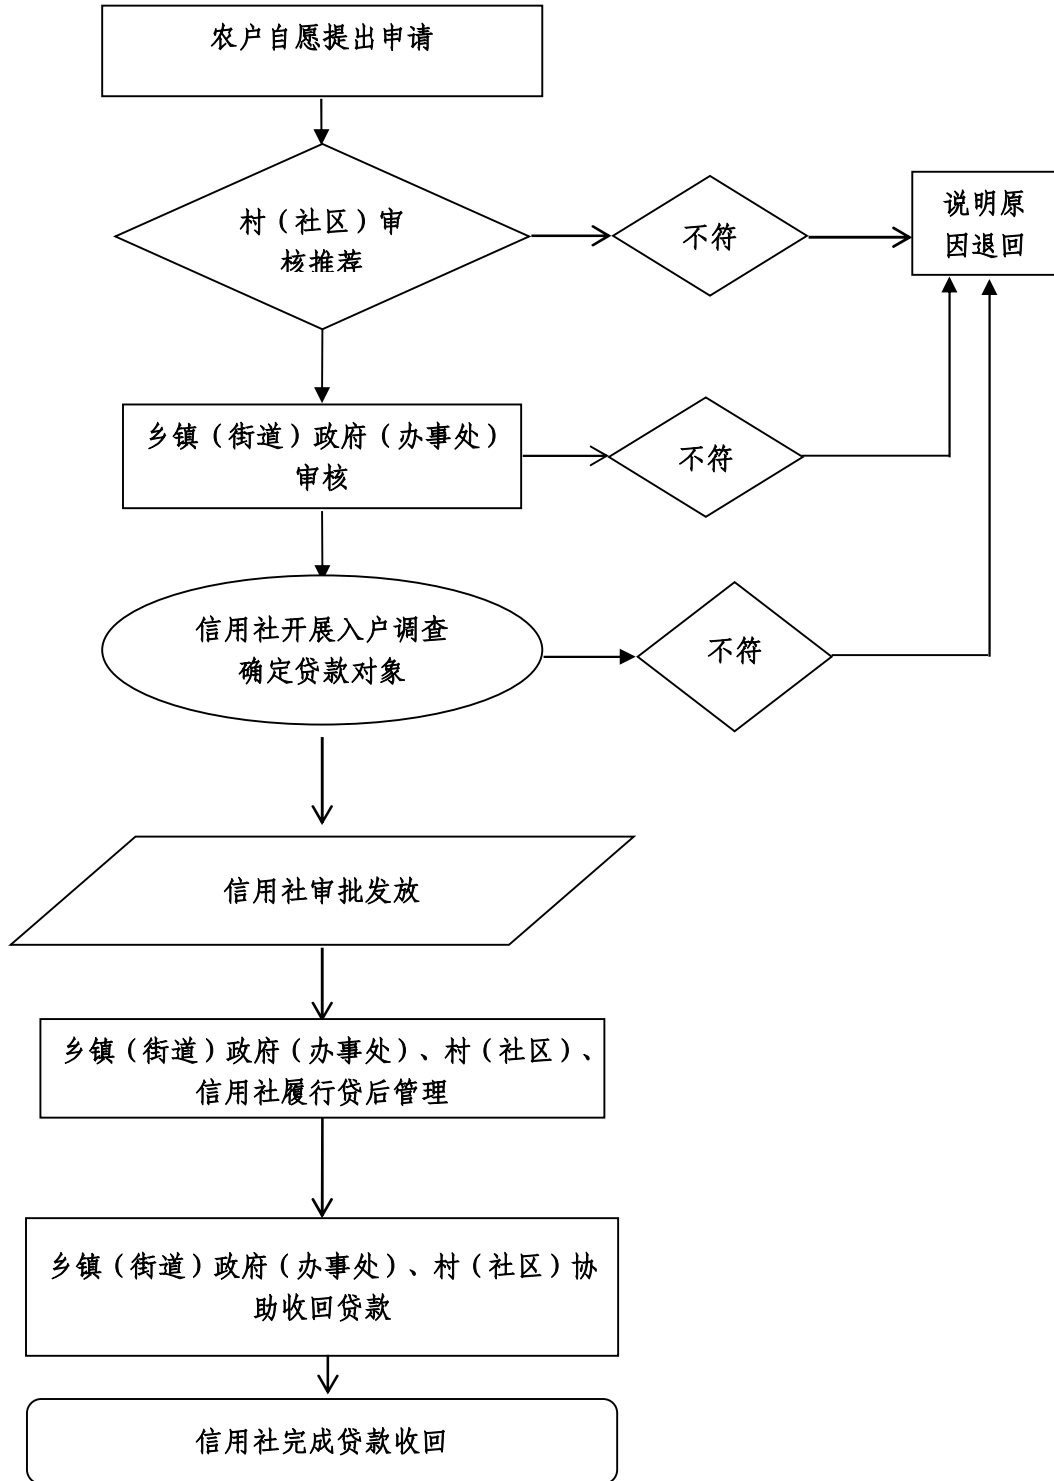 农户自愿提出申请
村（社区）审
核推荐
不符
说明原
因退回
乡镇（街道）政府（办事处）
审核
不符
信用社开展入户调查
确定贷款对象
不符
信用社审批发放
乡镇（街道）政府（办事处）、村（社区）、
信用社履行贷后管理
乡镇（街道）政府（办事处）、村（社区）协
助收回贷款
信用社完成贷款收回